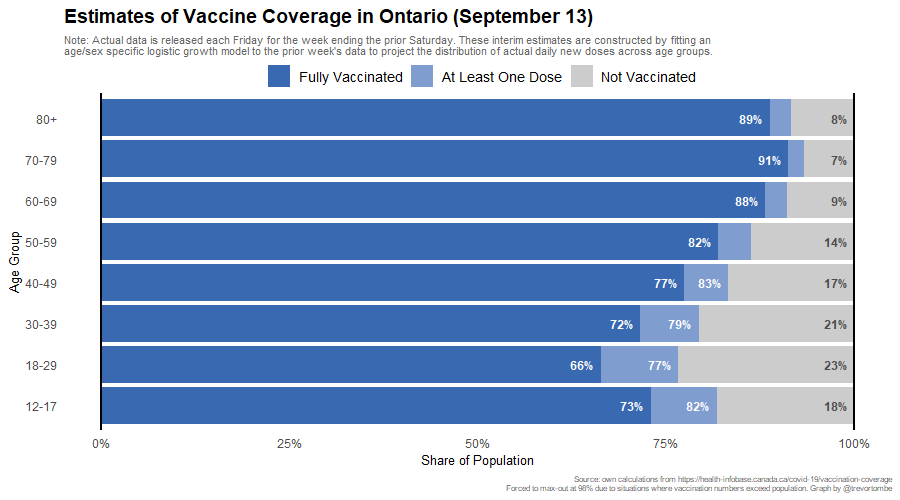 Estimates of Vaccine Coverage in Ontario (September 13)
Note: Actual data is released each Friday for the week ending the prior Saturday. These interim estimates are constructed by fitting an
age/sex specific logistic growth model to the prior week's data to project the distribution of actual daily new doses across age groups.
Fully Vaccinated At Least One Dose Not Vaccinated
80+ 89% 8%
70-79 91% 7%
60-69 88% 9%
50-59 82% 14%
Age Group
40-49 77% 83% 17%
30-39 72% 79% 21%
18-29 66% 77% 23%
12-17 73% 82% 18%
0% 25% 50% 75% 100%
Share of Population
Source: own calculations from https://health-infobase.canada.ca/covid-19/vaccination-coverage
Forced to max-out at 98% due to situations where vaccination numbers exceed population. Graph by @trevortombe